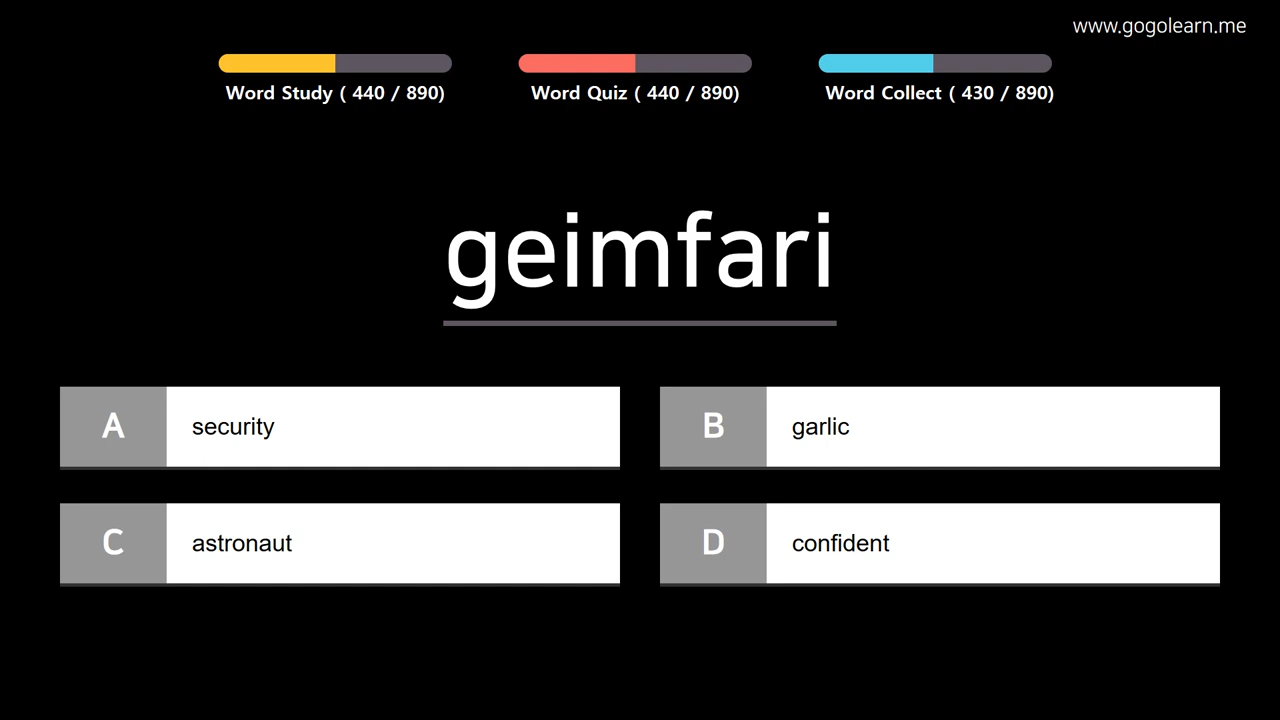 www.gogolearn.me
Word Study ( 440 / 890)
Word Quiz ( 440 / 890)
Word Collect ( 430 / 890)
geimfari
A security
B garlic
C astronaut
D confident